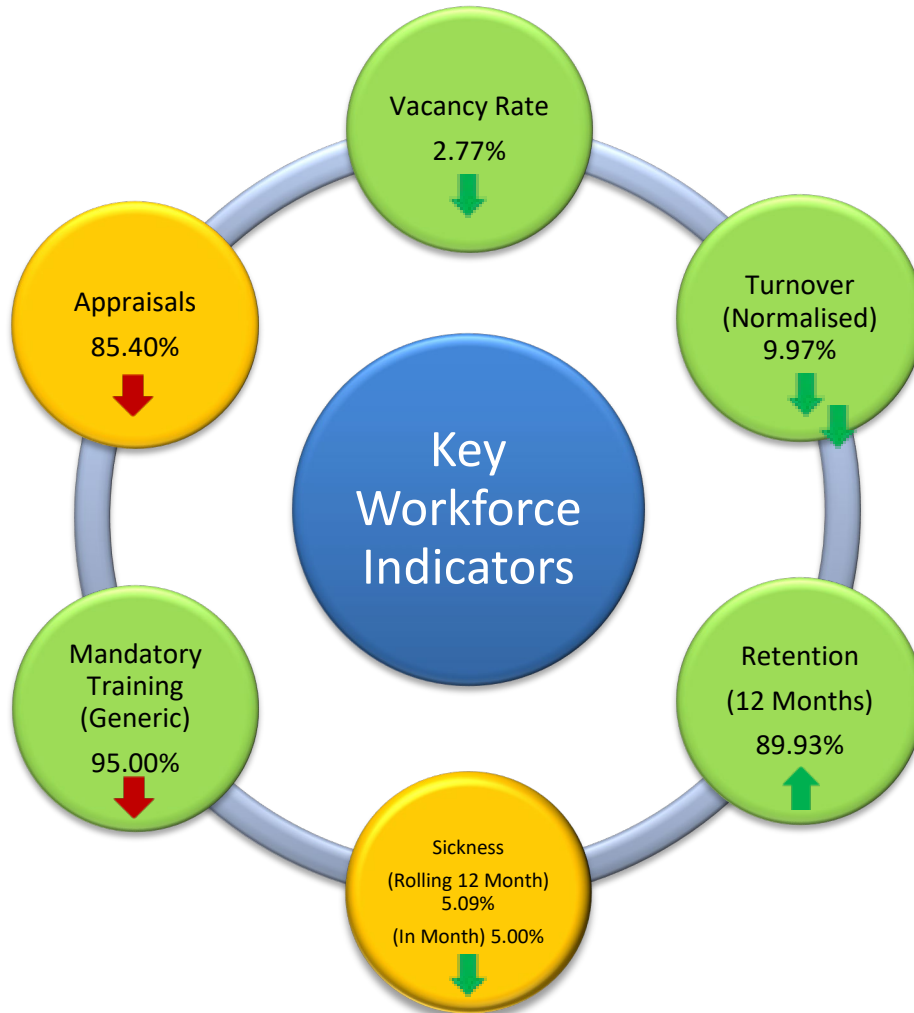 Vacancy Rate
2.77%
Turnover
(Normalised)
9.97%
Retention
(12 Months)
89.93%
Sickness
(Rolling 12 Month)
5.09%
(In Month) 5.00%
Mandatory
Training
(Generic)
95.00%
Appraisals
85.40%
Key
Workforce
Indicators